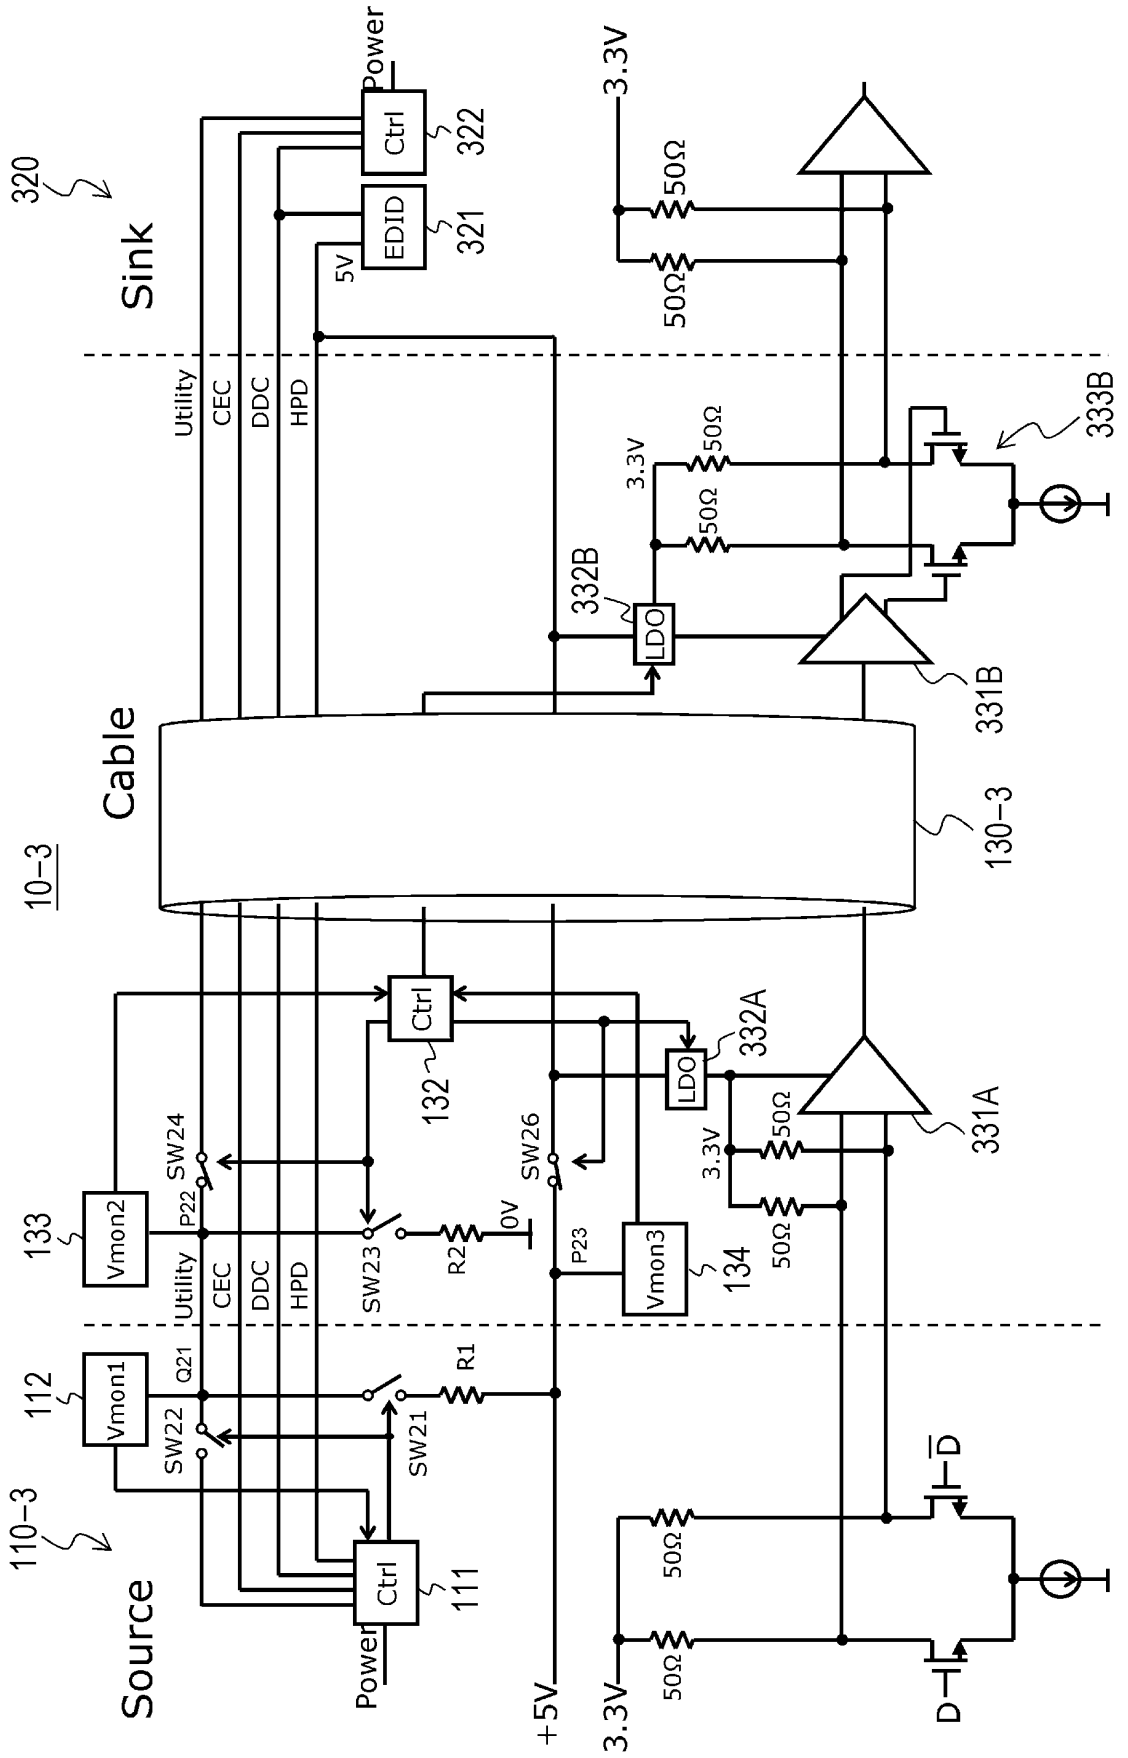 10-3
Source
Cable
Sink
110-3
320
112
Vmon1
133
Vmon2
SW22
Q21
Utility
P22
SW24
Utility
CEC
CEC
DDC
DDC
HPD
HPD
Power
Ctrl
111
SW21
R1
SW23
R2
0V
Ctrl
132
5V
EDID
321
Ctrl
322
Power
+5V
P23
SW26
Vmon3
134
LDO
332A
LDO
332B
3.3V
50Ω
50Ω
3.3V
50Ω
50Ω
3.3V
50Ω
50Ω
3.3V
50Ω
50Ω
331A
130-3
331B
333B
D
D̅